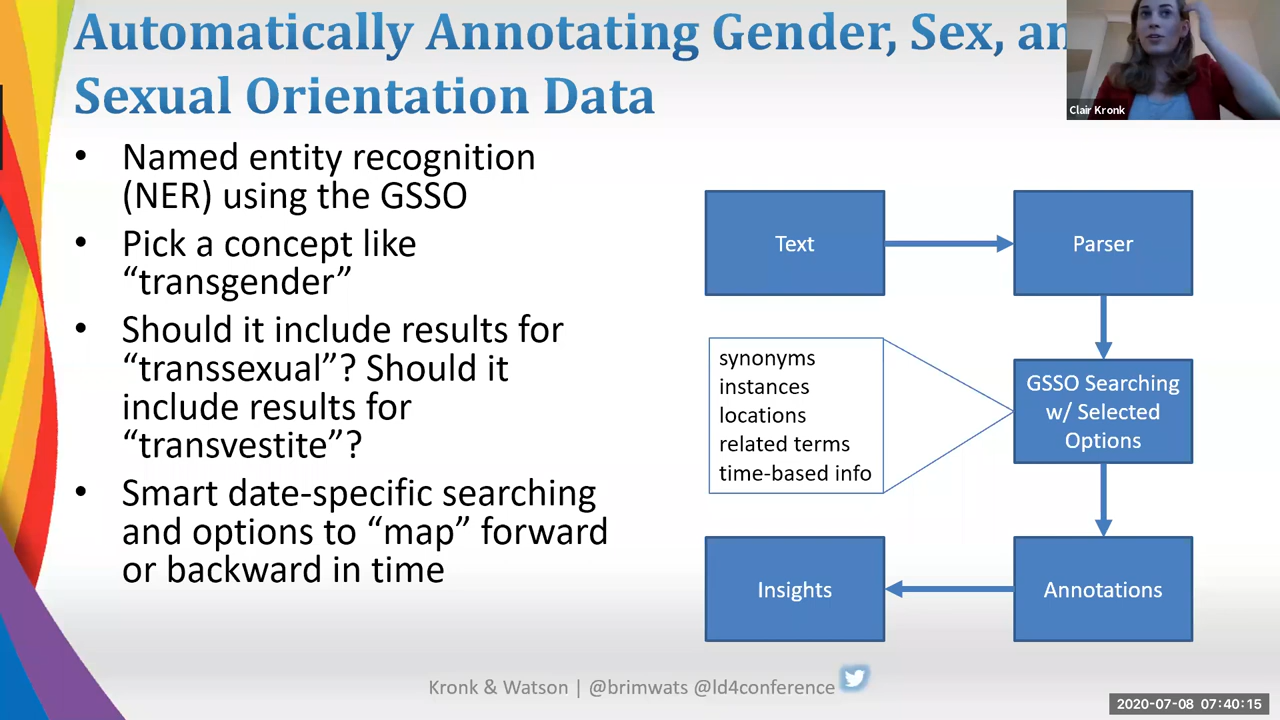 Automatically Annotating Gender, Sex, an
Sexual Orientation Data
Clair Kronk
• Named entity recognition
(NER) using the GSSO
• Pick a concept like
“transgender”
• Should it include results for
“transsexual”? Should it
include results for
“transvestite”?
• Smart date-specific searching
and options to “map” forward
or backward in time
Text
Parser
synonyms
instances
locations
related terms
time-based info
GSSO Searching
w/ Selected
Options
Insights
Annotations
Kronk & Watson | @brimwats @ld4conference
2020-07-08 07:40:15